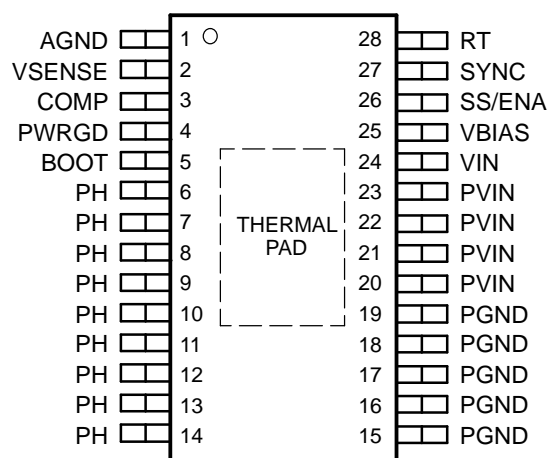 AGND 1 28 RT
VSENSE 2 27 SYNC
COMP 3 26 SS/ENA
PWRGD 4 25 VBIAS
BOOT 5 24 VIN
PH 6 23 PVIN
PH 7 22 PVIN
THERMAL
PAD
PH 8 21 PVIN
PH 9 20 PVIN
PH 10 19 PGND
PH 11 18 PGND
PH 12 17 PGND
PH 13 16 PGND
PH 14 15 PGND